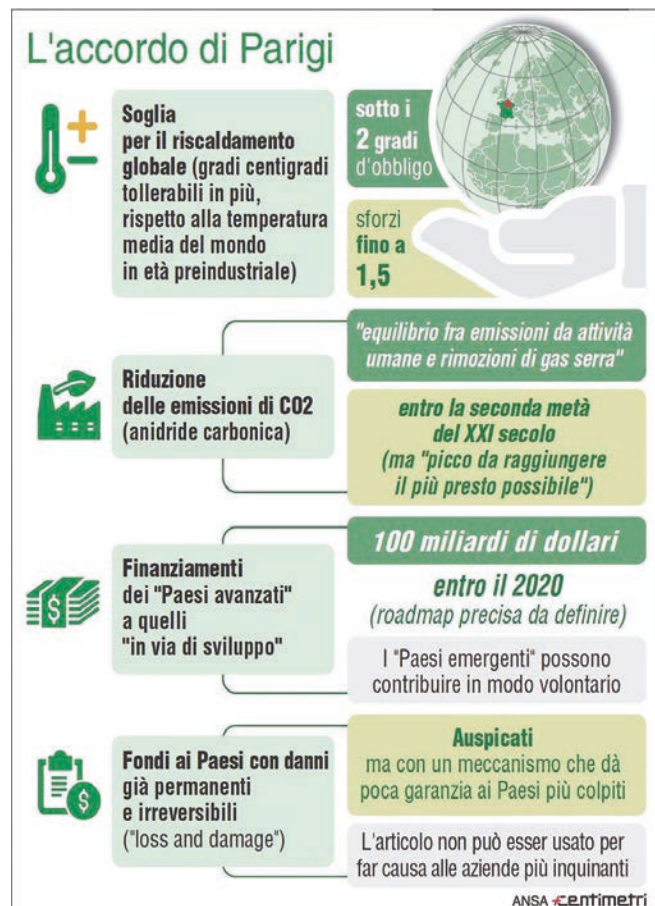 L'accordo di Parigi
Soglia
per il riscaldamento
globale (gradi centigradi
tollerabili in più,
rispetto alla temperatura
media del mondo
in età preindustriale)
sotto i
2 gradi
d'obbligo
sforzi
fino a
1,5
Riduzione
delle emissioni di CO2
(anidride carbonica)
"equilibrio fra emissioni da attività
umane e rimozioni di gas serra"
entro la seconda metà
del XXI secolo
(ma "picco da raggiungere
il più presto possibile")
Finanziamenti
dei "Paesi avanzati"
a quelli
"in via di sviluppo"
100 miliardi di dollari
entro il 2020
(roadmap precisa da definire)
I "Paesi emergenti" possono
contribuire in modo volontario
Fondi ai Paesi con danni
già permanenti
e irreversibili
("loss and damage")
Auspicati
ma con un meccanismo che dà
poca garanzia ai Paesi più colpiti
L'articolo non può esser usato per
far causa alle aziende più inquinanti
ANSA centimetri